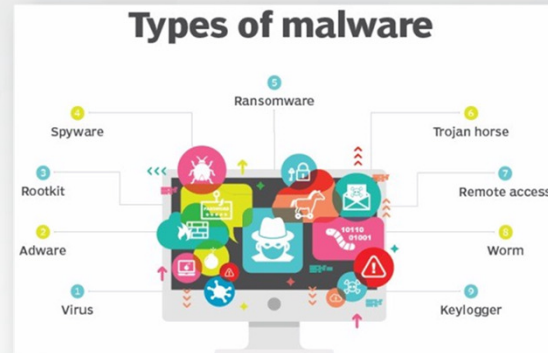 Types of malware
5
Ransomware
4
Spyware
6
Trojan horse
3
Rootkit
7
Remote access
2
Adware
8
Worm
1
Virus
9
Keylogger
10110
01001